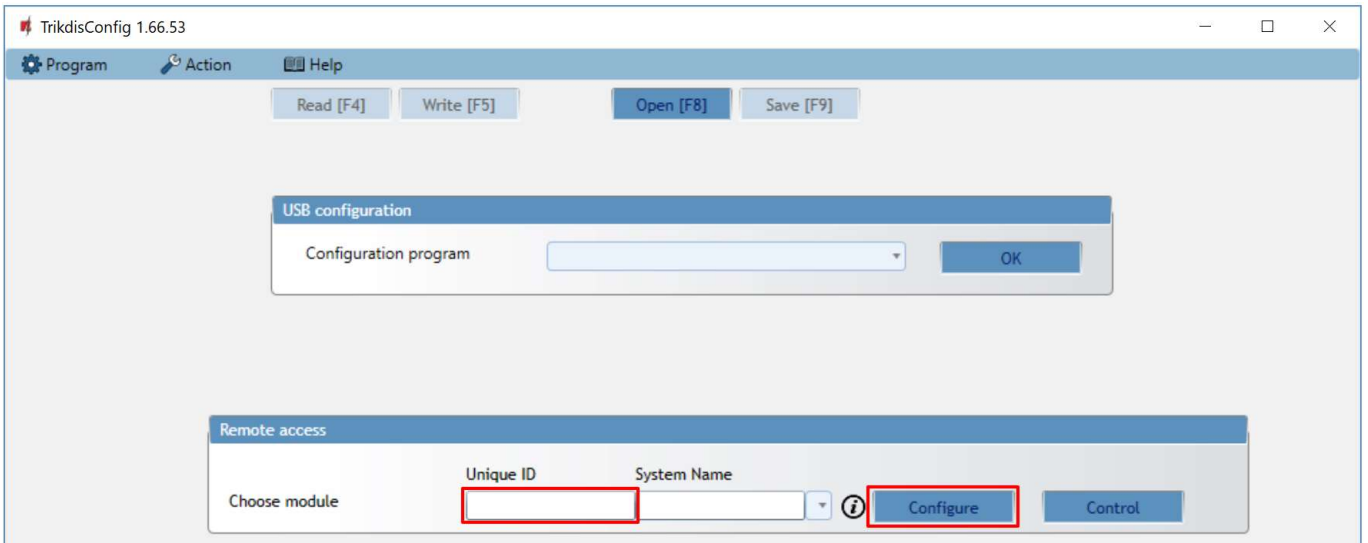 TrikdisConfig 1.66.53
Program Action Help
Read [F4] Write [F5] Open [F8] Save [F9]
USB configuration
Configuration program OK
Remote access
Unique ID System Name
Choose module Configure Control